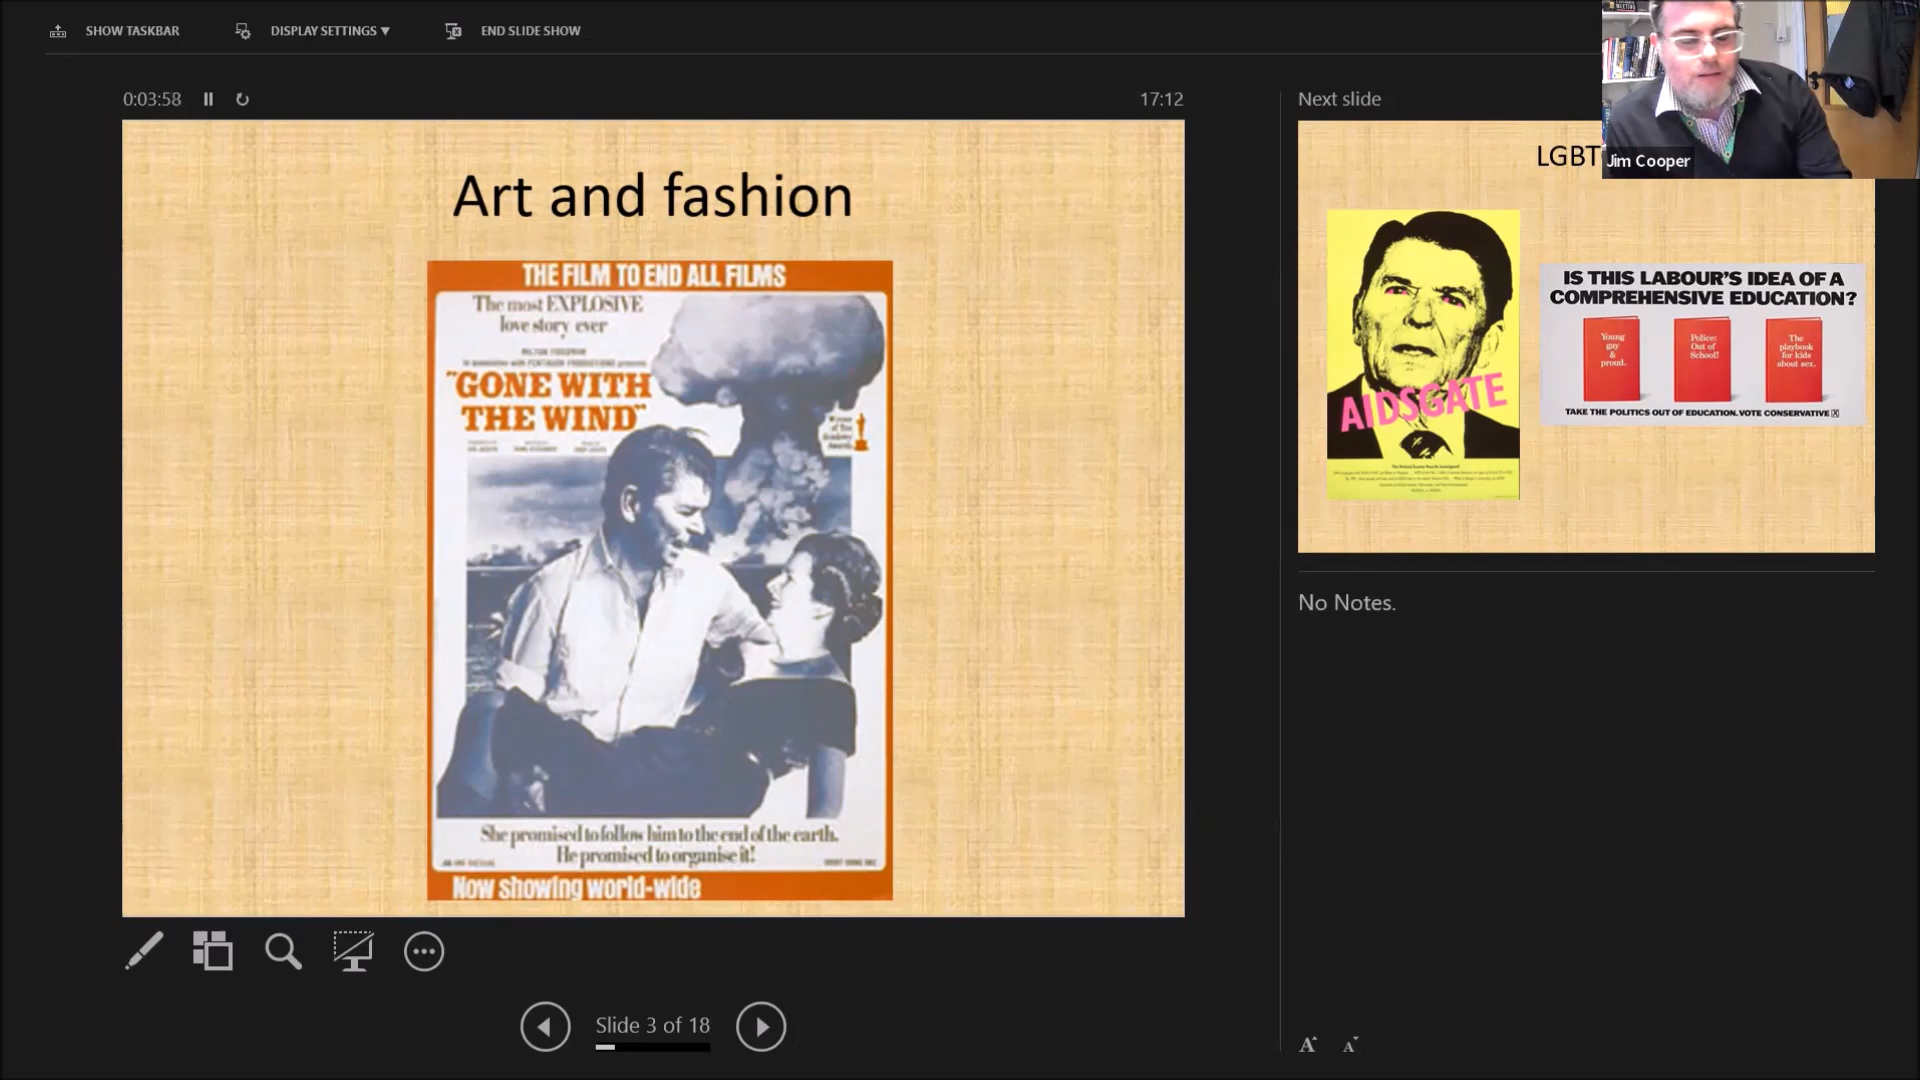 SHOW TASKBAR
DISPLAY SETTINGS ▼
END SLIDE SHOW
0:03:58
17:12
Art and fashion
THE FILM TO END ALL FILMS
The most EXPLOSIVE
love story ever
"GONE WITH
THE WIND"
She promised to follow him to the end of the earth.
He promised to organise it!
Now showing world-wide
Slide 3 of 18
Next slide
Jim Cooper
LGBT
AIDSGATE
IS THIS LABOUR'S IDEA OF A
COMPREHENSIVE EDUCATION?
Young
gay
&
proud.
Police:
Out of
School!
The
playbook
for kids
about sex.
TAKE THE POLITICS OUT OF EDUCATION. VOTE CONSERVATIVE
No Notes.